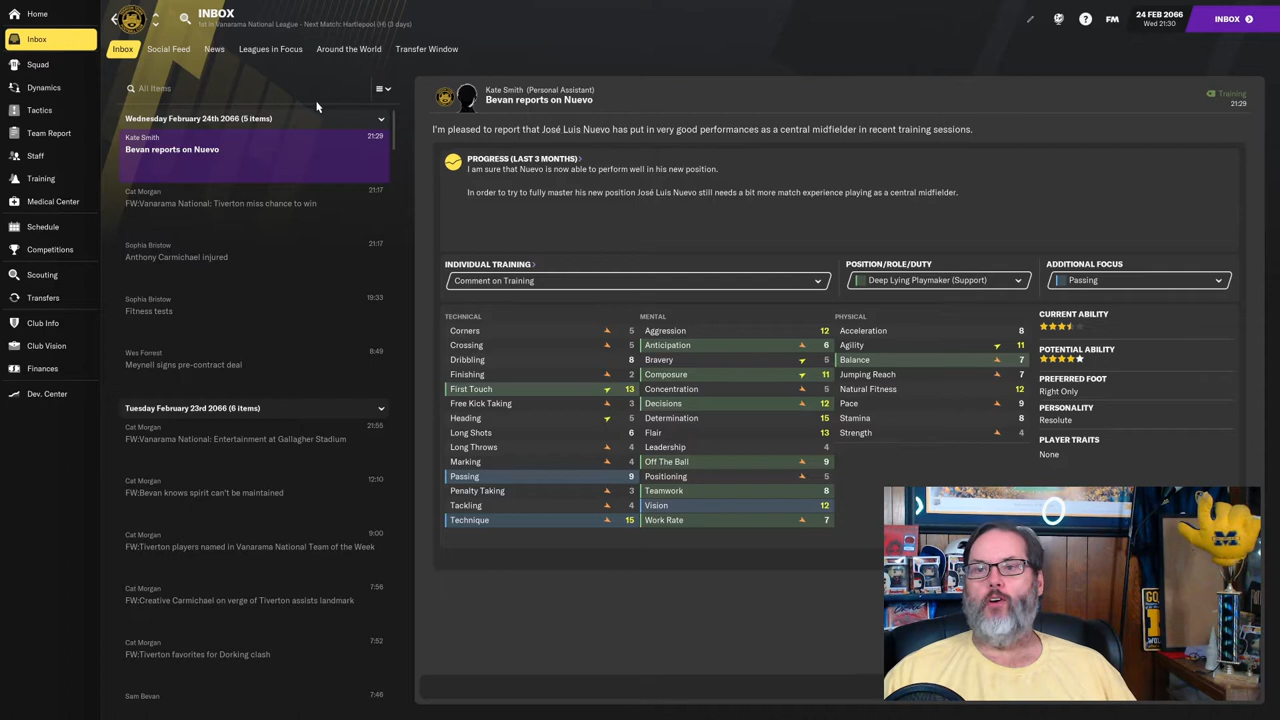 Home
Inbox
Squad
Dynamics
Tactics
Team Report
Staff
Training
Medical Center
Schedule
Competitions
Scouting
Transfers
Club Info
Club Vision
Finances
Dev. Center
INBOX
1st in Vanarama National League - Next Match: Hartlepool (H) (3 days)
FM
24 FEB 2066
Wed 21:30
INBOX
Inbox
Social Feed
News
Leagues in Focus
Around the World
Transfer Window
All Items
Wednesday February 24th 2066 (5 items)
Kate Smith 21:29
Bevan reports on Nuevo
Cat Morgan 21:17
FW:Vanarama National: Tiverton miss chance to win
Sophia Bristow 21:17
Anthony Carmichael injured
Sophia Bristow 19:33
Fitness tests
Wes Forrest 8:49
Meynell signs pre-contract deal
Tuesday February 23rd 2066 (6 items)
Cat Morgan 21:55
FW:Vanarama National: Entertainment at Gallagher Stadium
Cat Morgan 12:10
FW:Bevan knows spirit can't be maintained
Cat Morgan 9:00
FW:Tiverton players named in Vanarama National Team of the Week
Cat Morgan 7:56
FW:Creative Carmichael on verge of Tiverton assists landmark
Cat Morgan 7:52
FW:Tiverton favorites for Dorking clash
Sam Bevan 7:46
Kate Smith (Personal Assistant)
Bevan reports on Nuevo
Training
21:29
I'm pleased to report that José Luis Nuevo has put in very good performances as a central midfielder in recent training sessions.
PROGRESS (LAST 3 MONTHS)
I am sure that Nuevo is now able to perform well in his new position.
In order to try to fully master his new position José Luis Nuevo still needs a bit more match experience playing as a central midfielder.
INDIVIDUAL TRAINING
Comment on Training
POSITION/ROLE/DUTY
Deep Lying Playmaker (Support)
ADDITIONAL FOCUS
Passing
TECHNICAL
Corners 5
Crossing 5
Dribbling 8
Finishing 2
First Touch 13
Free Kick Taking 3
Heading 5
Long Shots 6
Long Throws 4
Marking 4
Passing 9
Penalty Taking 3
Tackling 4
Technique 15
MENTAL
Aggression 12
Anticipation 6
Bravery 5
Composure 11
Concentration 5
Decisions 12
Determination 15
Flair 13
Leadership 4
Off The Ball 9
Positioning 5
Teamwork 8
Vision 12
Work Rate 7
PHYSICAL
Acceleration 8
Agility 11
Balance 7
Jumping Reach 7
Natural Fitness 12
Pace 9
Stamina 8
Strength 4
CURRENT ABILITY
POTENTIAL ABILITY
PREFERRED FOOT
Right Only
PERSONALITY
Resolute
PLAYER TRAITS
None